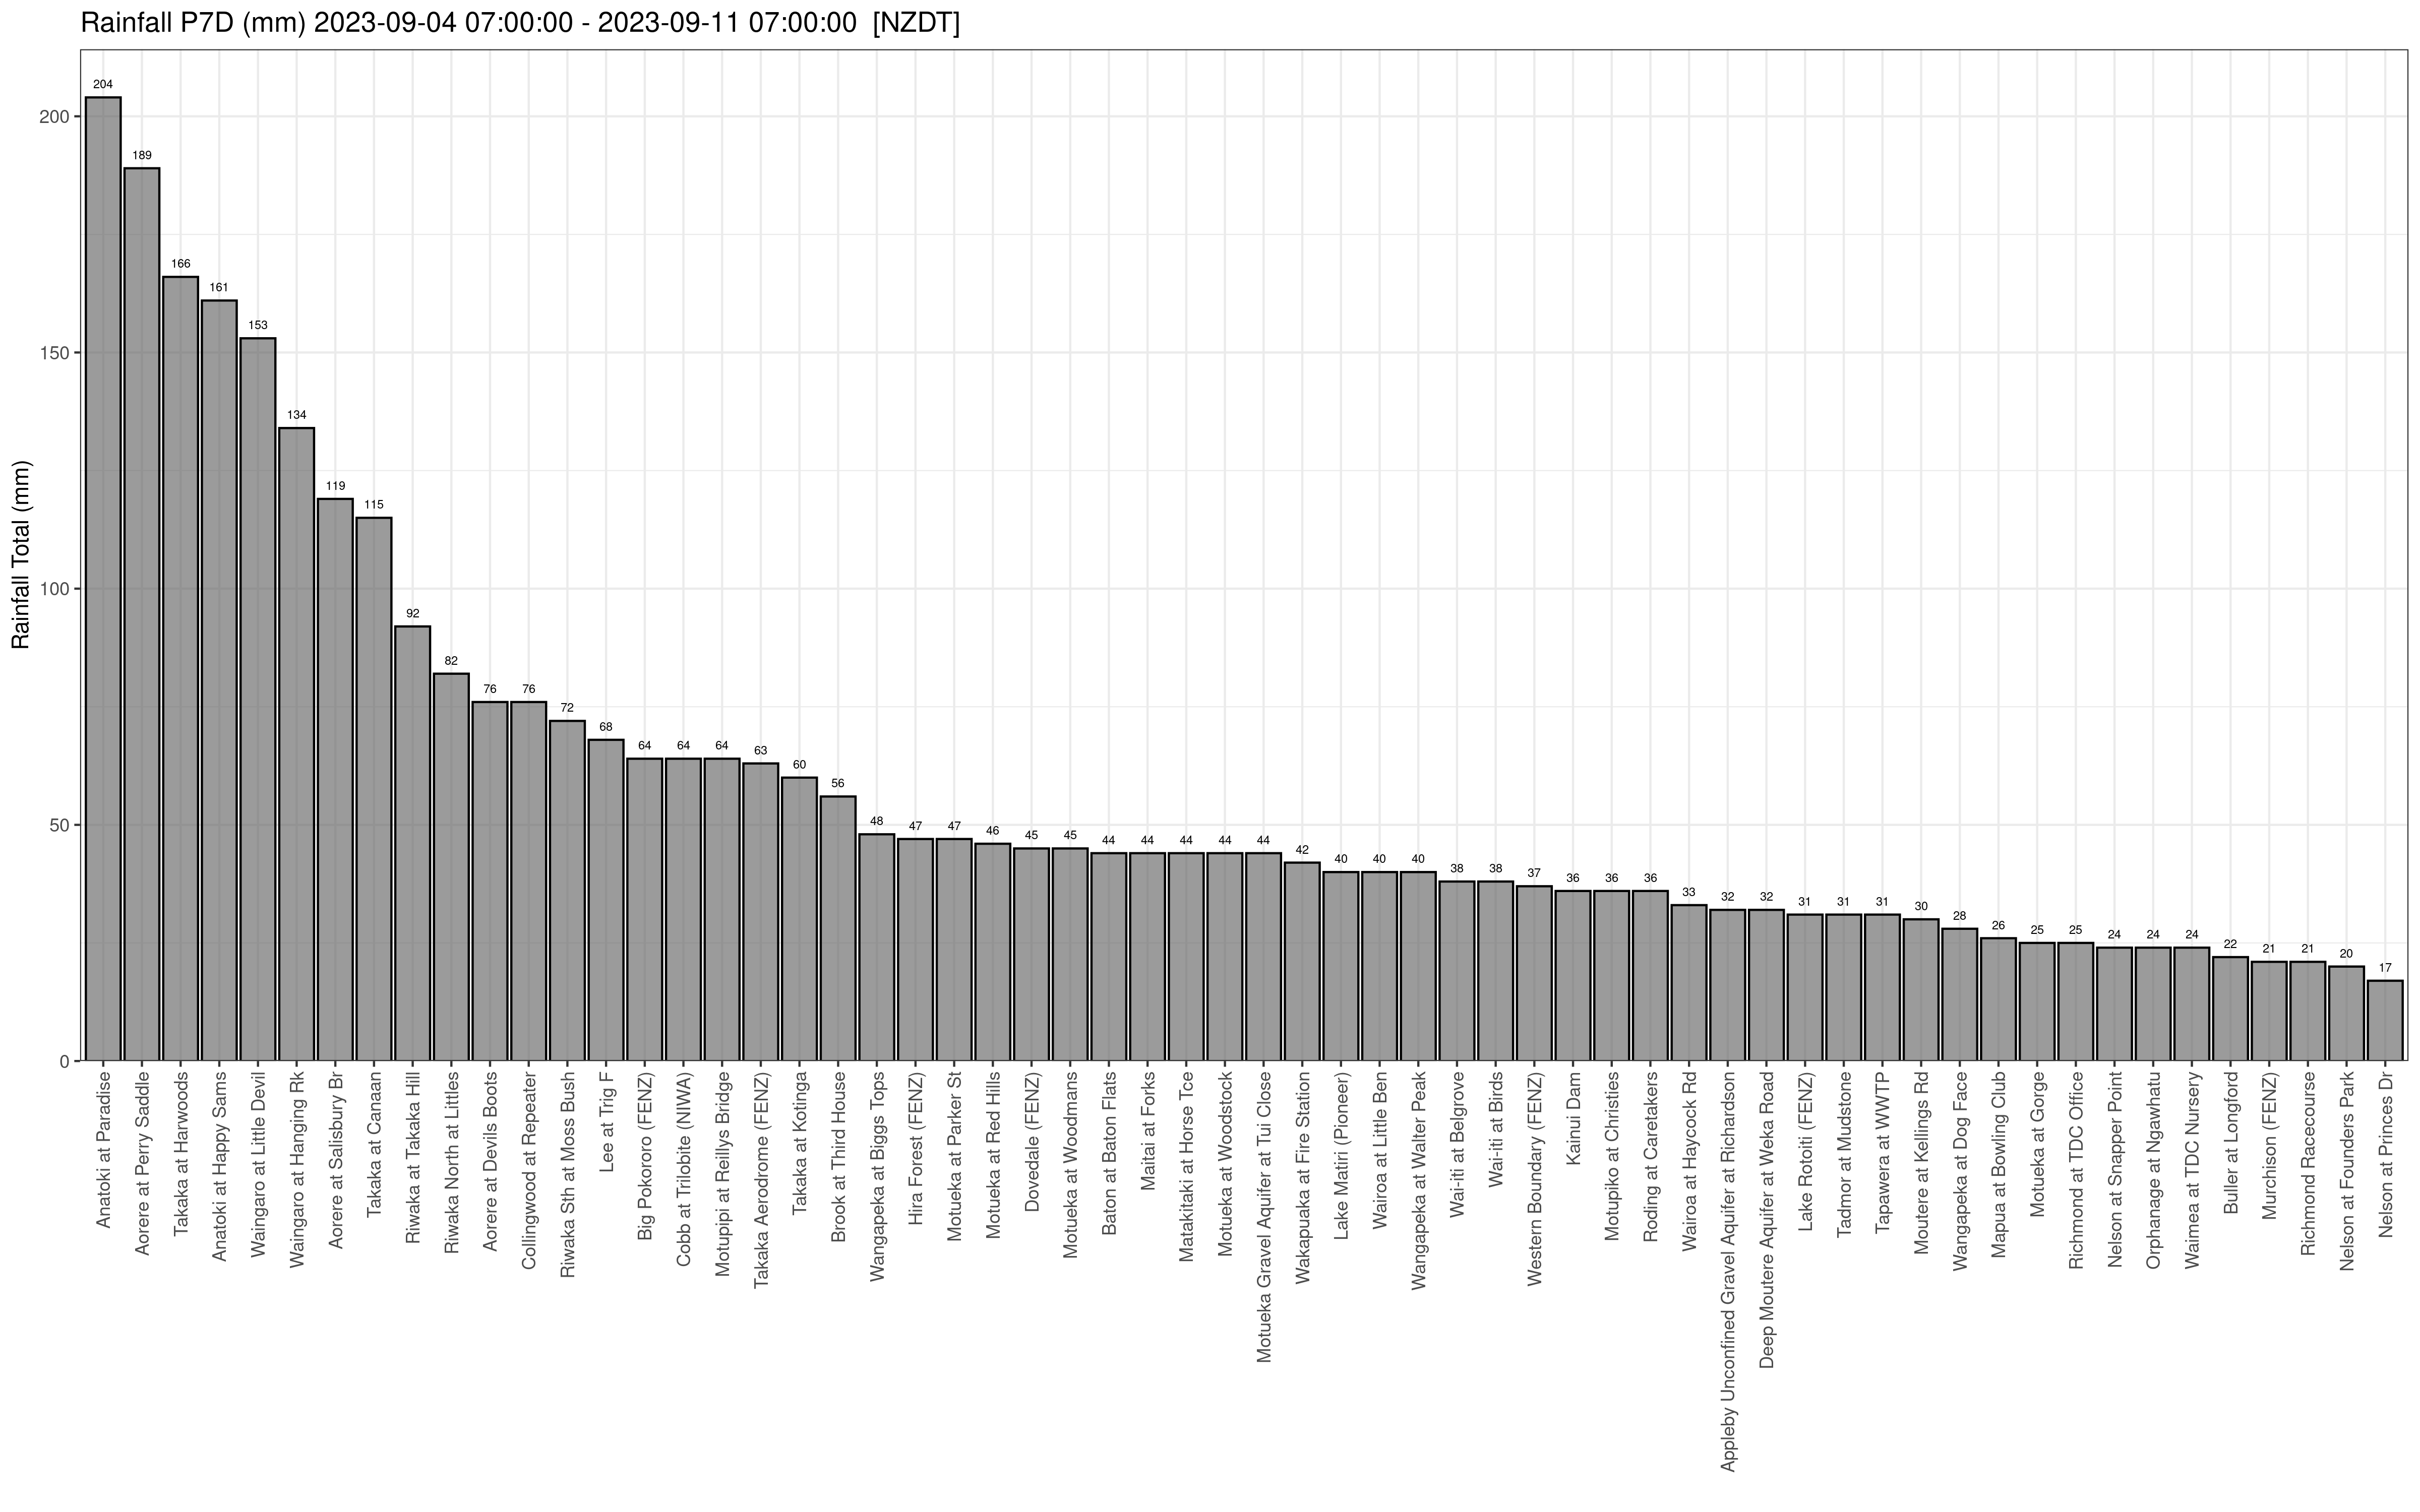 Rainfall P7D (mm) 2023-09-04 07:00:00 - 2023-09-11 07:00:00  [NZDT]
Rainfall Total (mm)
200
150
100
50
0
204
189
166
161
153
134
119
115
92
82
76
76
72
68
64
64
64
63
60
56
48
47
47
46
45
45
44
44
44
44
44
42
40
40
40
38
38
37
36
36
36
33
32
32
31
31
31
30
28
26
25
25
24
24
24
22
21
21
20
17
Anatoki at Paradise
Aorere at Perry Saddle
Takaka at Harwoods
Anatoki at Happy Sams
Waingaro at Little Devil
Waingaro at Hanging Rk
Aorere at Salisbury Br
Takaka at Canaan
Riwaka at Takaka Hill
Riwaka North at Littles
Aorere at Devils Boots
Collingwood at Repeater
Riwaka Sth at Moss Bush
Lee at Trig F
Big Pokororo (FENZ)
Cobb at Trilobite (NIWA)
Motupipi at Reillys Bridge
Takaka Aerodrome (FENZ)
Takaka at Kotinga
Brook at Third House
Wangapeka at Biggs Tops
Hira Forest (FENZ)
Motueka at Parker St
Motueka at Red Hills
Dovedale (FENZ)
Motueka at Woodmans
Baton at Baton Flats
Maitai at Forks
Matakitaki at Horse Tce
Motueka at Woodstock
Motueka Gravel Aquifer at Tui Close
Wakapuaka at Fire Station
Lake Matiri (Pioneer)
Wairoa at Little Ben
Wangapeka at Walter Peak
Wai-iti at Belgrove
Wai-iti at Birds
Western Boundary (FENZ)
Kainui Dam
Motupiko at Christies
Roding at Caretakers
Wairoa at Haycock Rd
Appleby Unconfined Gravel Aquifer at Richardson
Deep Moutere Aquifer at Weka Road
Lake Rotoiti (FENZ)
Tadmor at Mudstone
Tapawera at WWTP
Moutere at Kellings Rd
Wangapeka at Dog Face
Mapua at Bowling Club
Motueka at Gorge
Richmond at TDC Office
Nelson at Snapper Point
Orphanage at Ngawhatu
Waimea at TDC Nursery
Buller at Longford
Murchison (FENZ)
Richmond Racecourse
Nelson at Founders Park
Nelson at Princes Dr